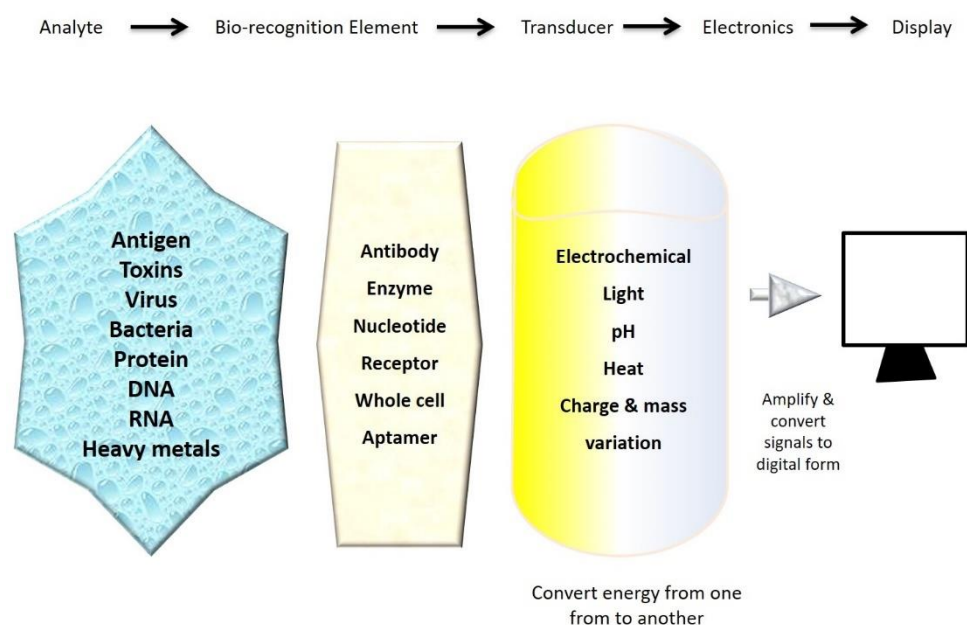 Analyte
Bio-recognition Element
Transducer
Electronics
Display
Antigen
Toxins
Virus
Bacteria
Protein
DNA
RNA
Heavy metals
Antibody
Enzyme
Nucleotide
Receptor
Whole cell
Aptamer
Electrochemical
Light
pH
Heat
Charge & mass
variation
Amplify &
convert
signals to
digital form
Convert energy from one
from to another